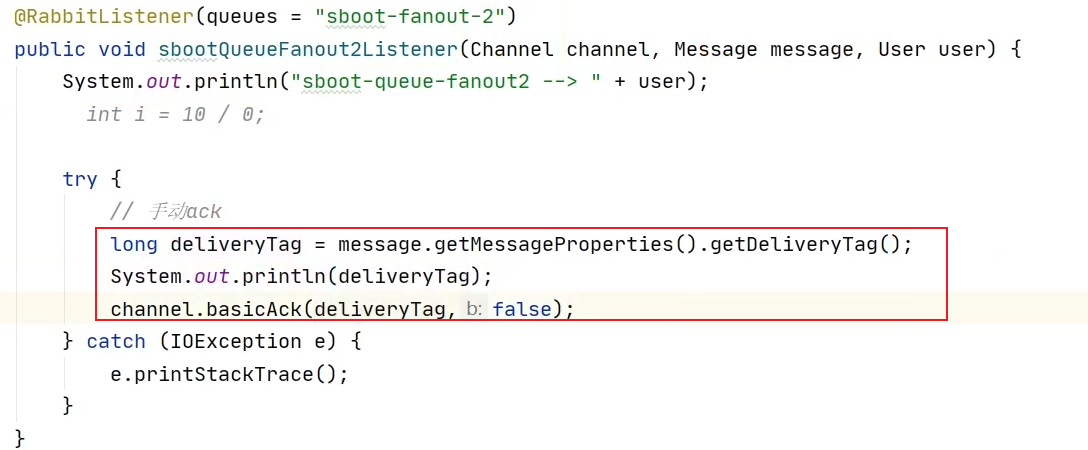 @RabbitListener(queues = "sboot-fanout-2")
public void sbootQueueFanout2Listener(Channel channel, Message message, User user) {
    System.out.println("sboot-queue-fanout2 --> " + user);
      int i = 10 / 0;
    try {
        // 手动ack
        long deliveryTag = message.getMessageProperties().getDeliveryTag();
        System.out.println(deliveryTag);
        channel.basicAck(deliveryTag, b: false);
    } catch (IOException e) {
        e.printStackTrace();
    }
}